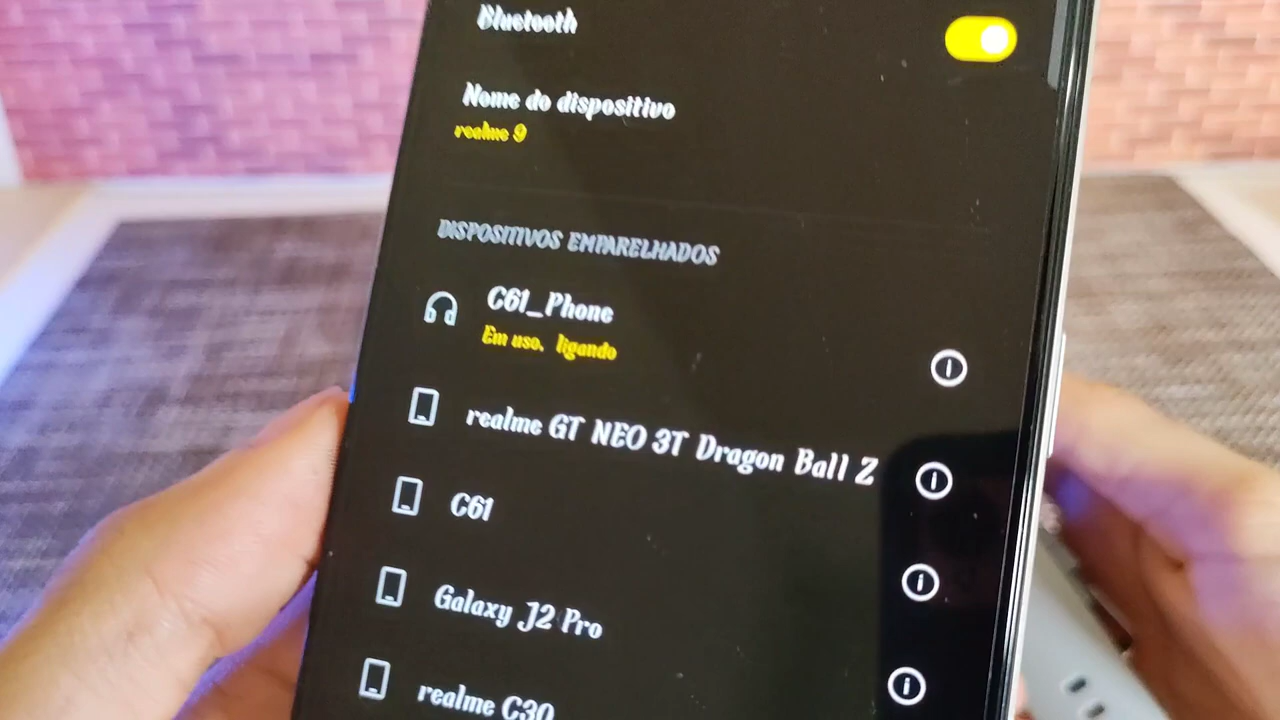 Bluetooth
Nome do dispositivo
realme 9
DISPOSITIVOS EMPARELHADOS
C61_Phone
Em uso, ligando
realme GT NEO 3T Dragon Ball Z
C61
Galaxy J2 Pro
realme C30